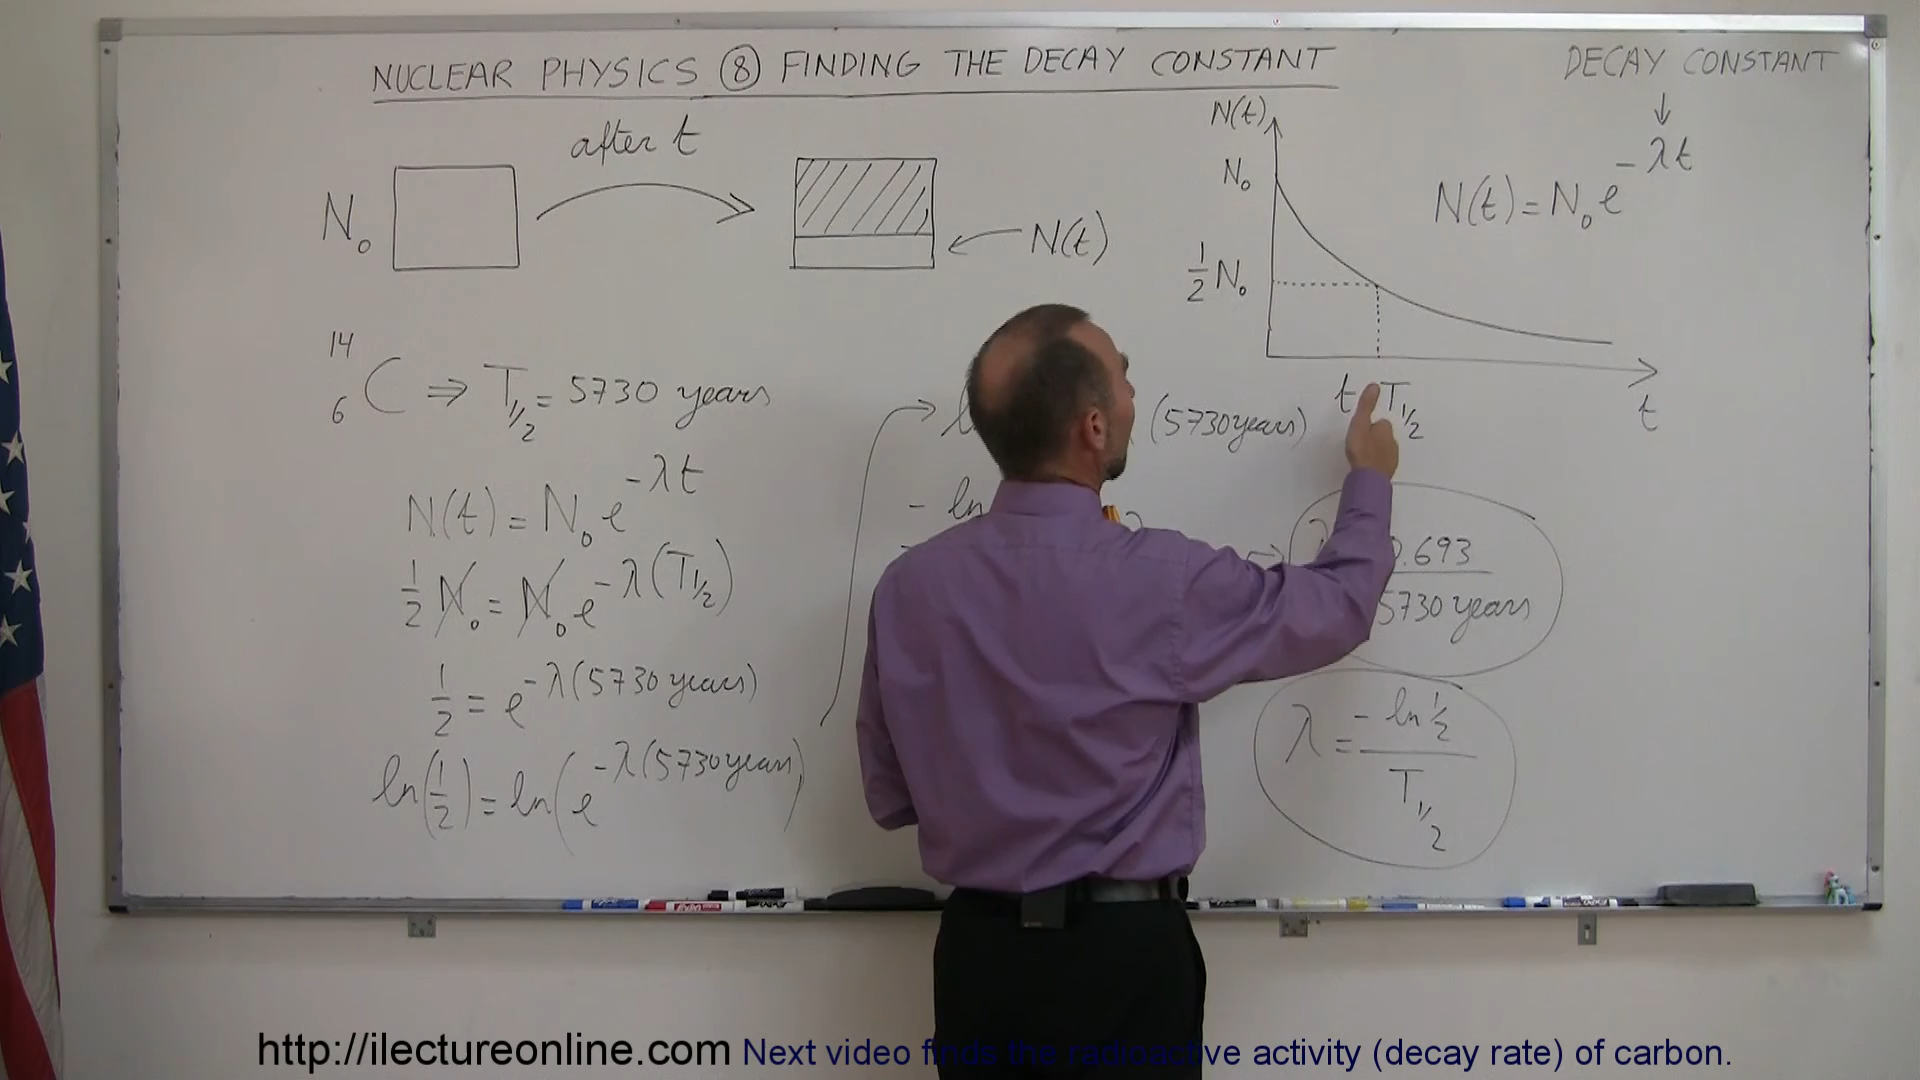 NUCLEAR PHYSICS ⑧ FINDING THE DECAY CONSTANT
DECAY CONSTANT
↓
N(t) = N₀e^(-λt)
after t
N₀
N(t)
N(t)
N₀
½N₀
t T₁/₂
t
¹⁴₆C ⇒ T₁/₂ = 5730 years
N(t) = N₀e^(-λt)
½N₀ = N₀e^(-λ(T₁/₂))
½ = e^(-λ(5730 years))
ln(½) = ln(e^(-λ(5730 years))
(5730 years)
- ln
.693
5730 years
λ = -ln ½ / T₁/₂
http://ilectureonline.com Next video finds the radioactive activity (decay rate) of carbon.